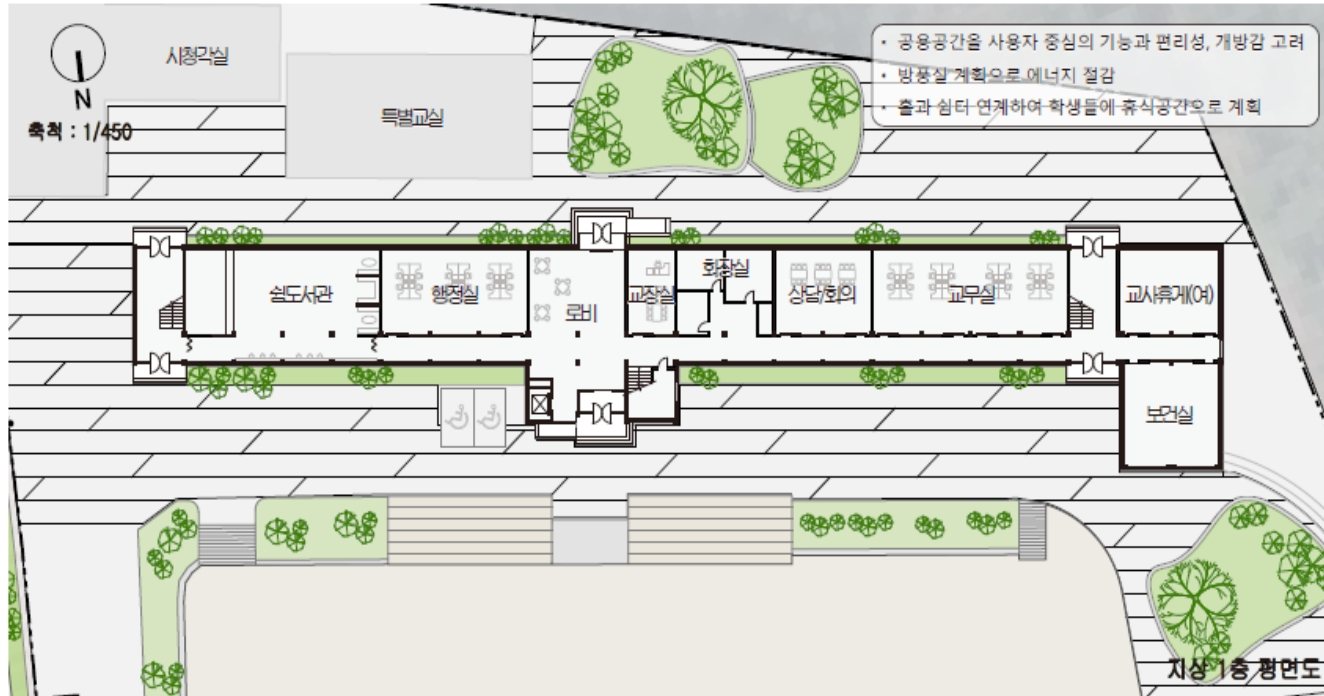 시청각실
N
축척 : 1/450
특별교실
• 공용공간을 사용자 중심의 기능과 편리성, 개방감 고려
• 방풍실 계획으로 에너지 절감
• 홀과 쉼터 연계하여 학생들에 휴식공간으로 계획
쉼도서관
행정실
로비
교장실
화장실
상담/회의
교무실
교사휴게(여)
보건실
지상 1층 평면도